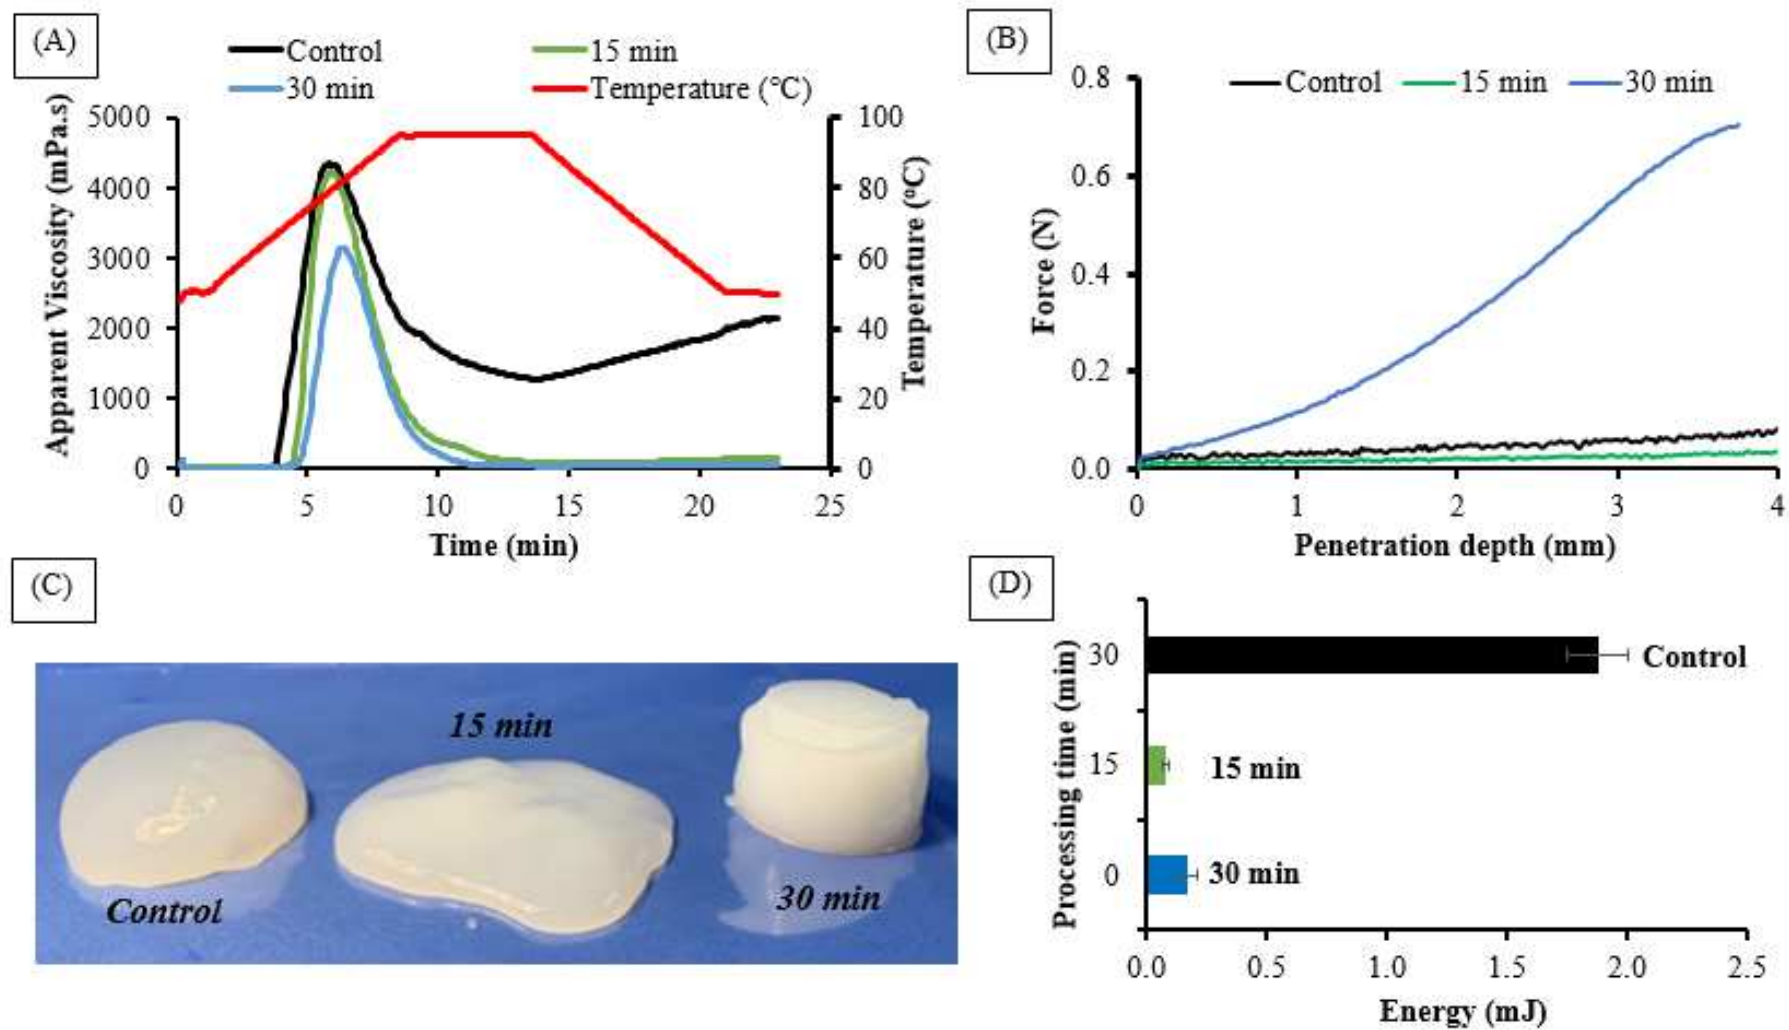 (A)
Control
15 min
30 min
Temperature (°C)
Apparent Viscosity (mPa.s)
5000
4000
3000
2000
1000
0
100
80
60
40
20
0
Temperature (°C)
0 5 10 15 20 25
Time (min)
(B)
Control 15 min 30 min
Force (N)
0.8
0.6
0.4
0.2
0.0
0 1 2 3 4
Penetration depth (mm)
(C)
15 min
Control
30 min
(D)
Processing time (min)
30
Control
15
15 min
0
30 min
0.0 0.5 1.0 1.5 2.0 2.5
Energy (mJ)